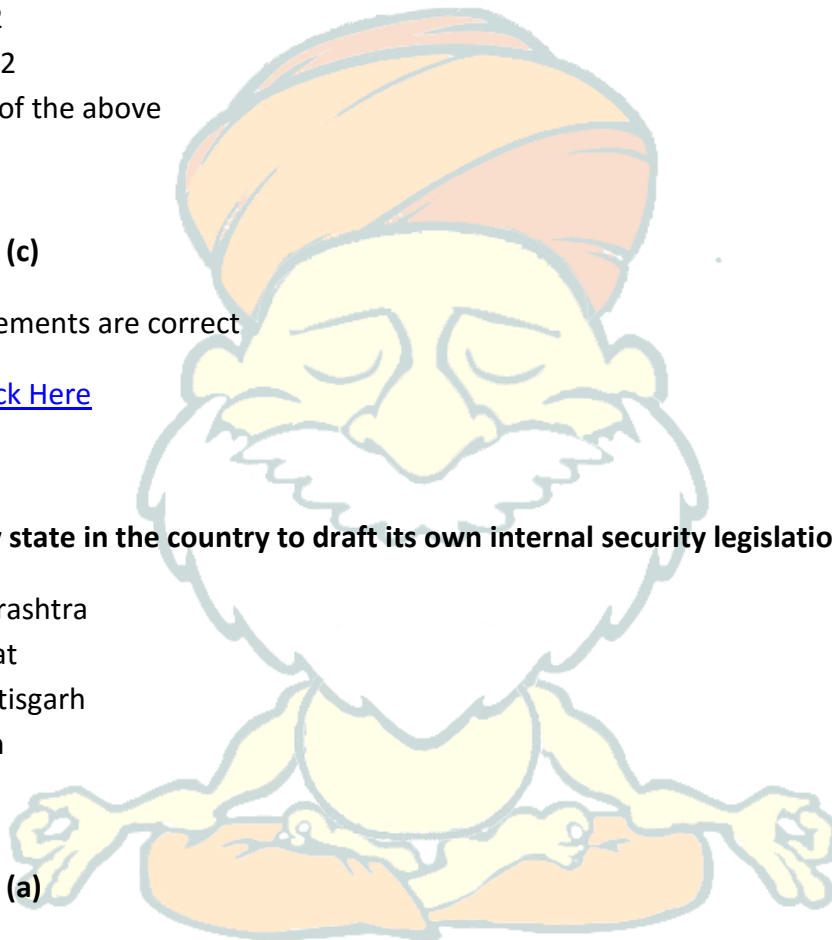 2
2
of the above
(c)
ements are correct
ck Here
state in the country to draft its own internal security legislatio
rashtra
at
tisgarh
(a)